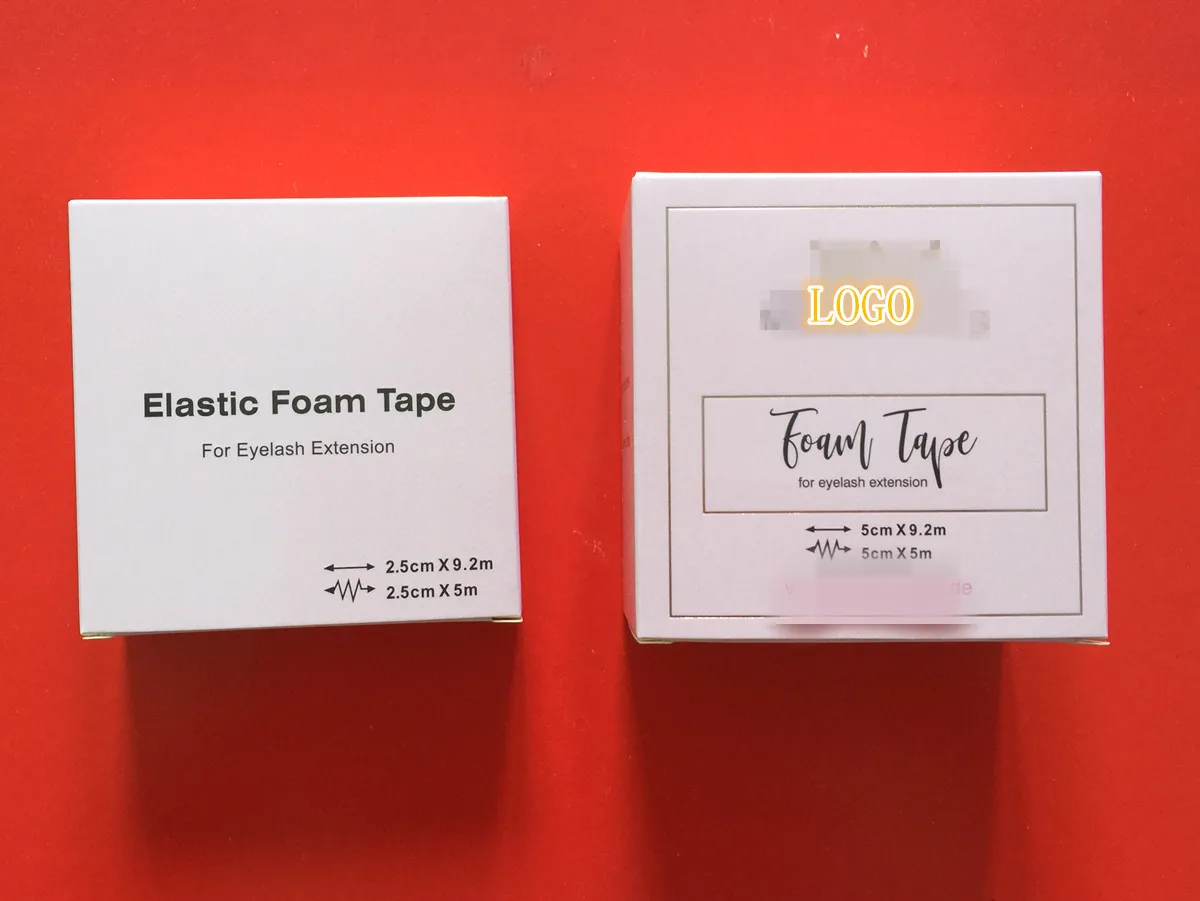 Elastic Foam Tape
For Eyelash Extension
2.5cm X 9.2m
2.5cm X 5m
LOGO
Foam Tape
for eyelash extension
5cm X 9.2m
5cm X 5m